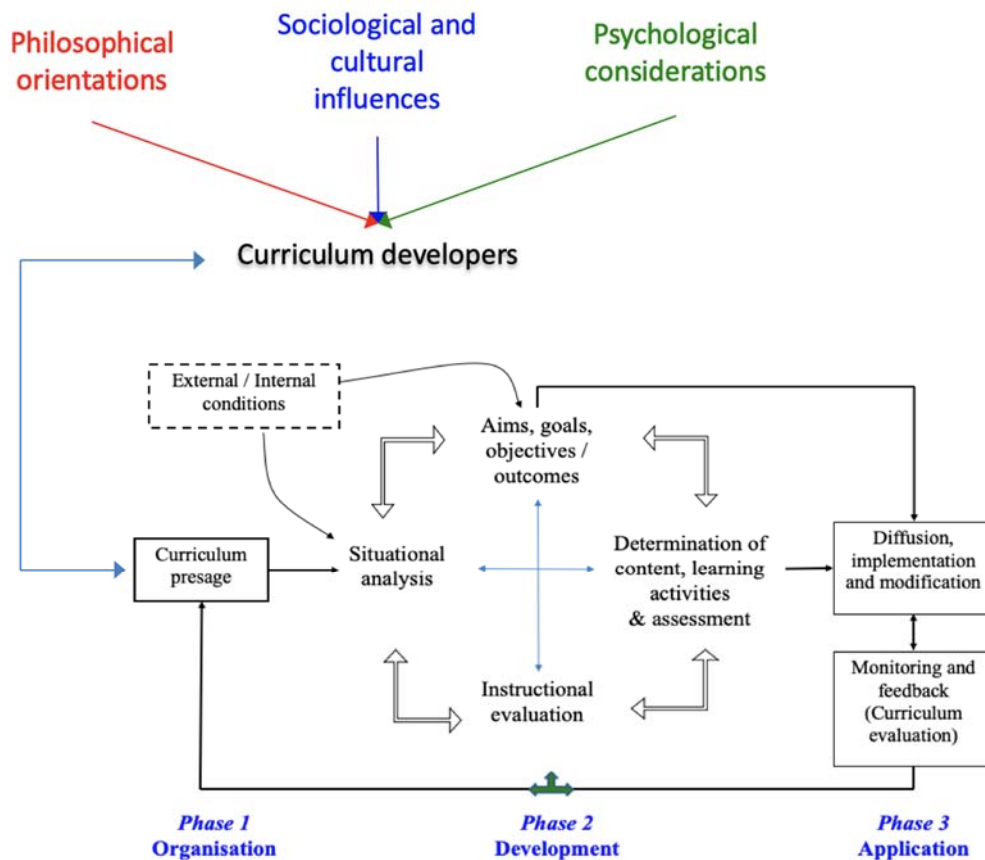 Philosophical
orientations
Sociological and
cultural
influences
Psychological
considerations
Curriculum developers
External / Internal
conditions
Aims, goals,
objectives /
outcomes
Curriculum
presage
Situational
analysis
Determination of
content, learning
activities
& assessment
Diffusion,
implementation
and modification
Instructional
evaluation
Monitoring and
feedback
(Curriculum
evaluation)
Phase 1
Organisation
Phase 2
Development
Phase 3
Application